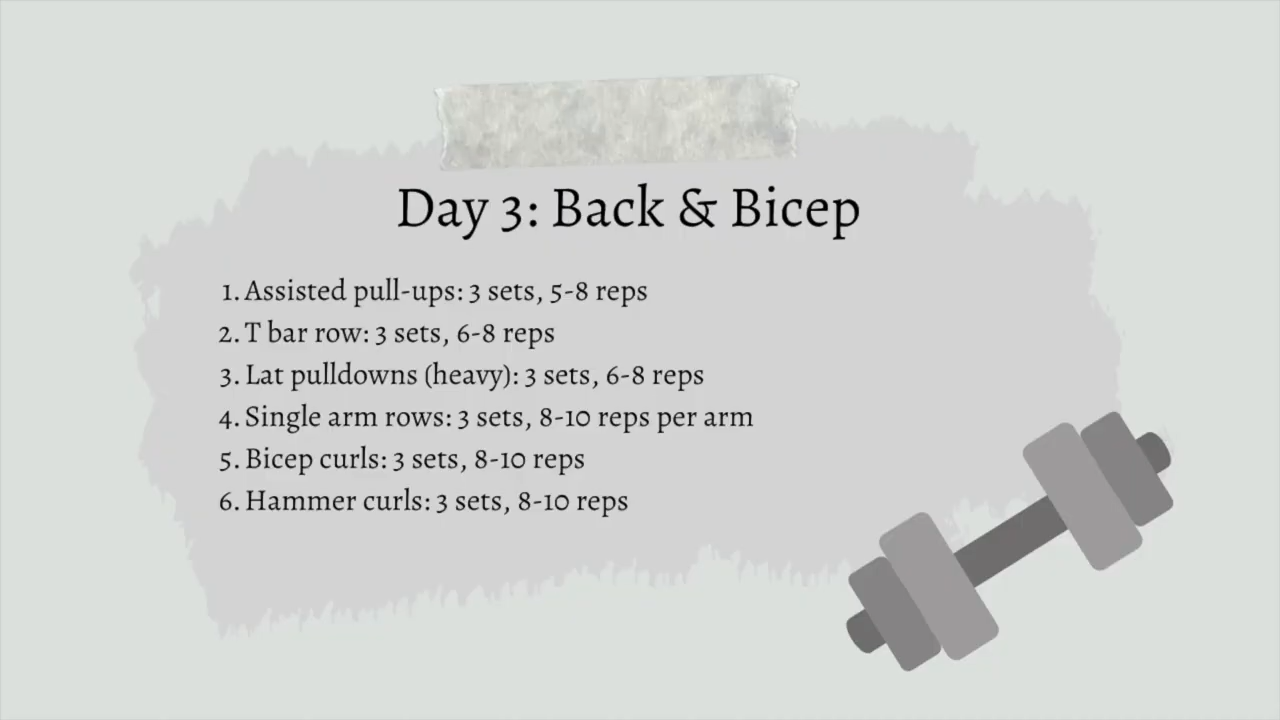 Day 3: Back & Bicep
1. Assisted pull-ups: 3 sets, 5-8 reps
2. T bar row: 3 sets, 6-8 reps
3. Lat pulldowns (heavy): 3 sets, 6-8 reps
4. Single arm rows: 3 sets, 8-10 reps per arm
5. Bicep curls: 3 sets, 8-10 reps
6. Hammer curls: 3 sets, 8-10 reps